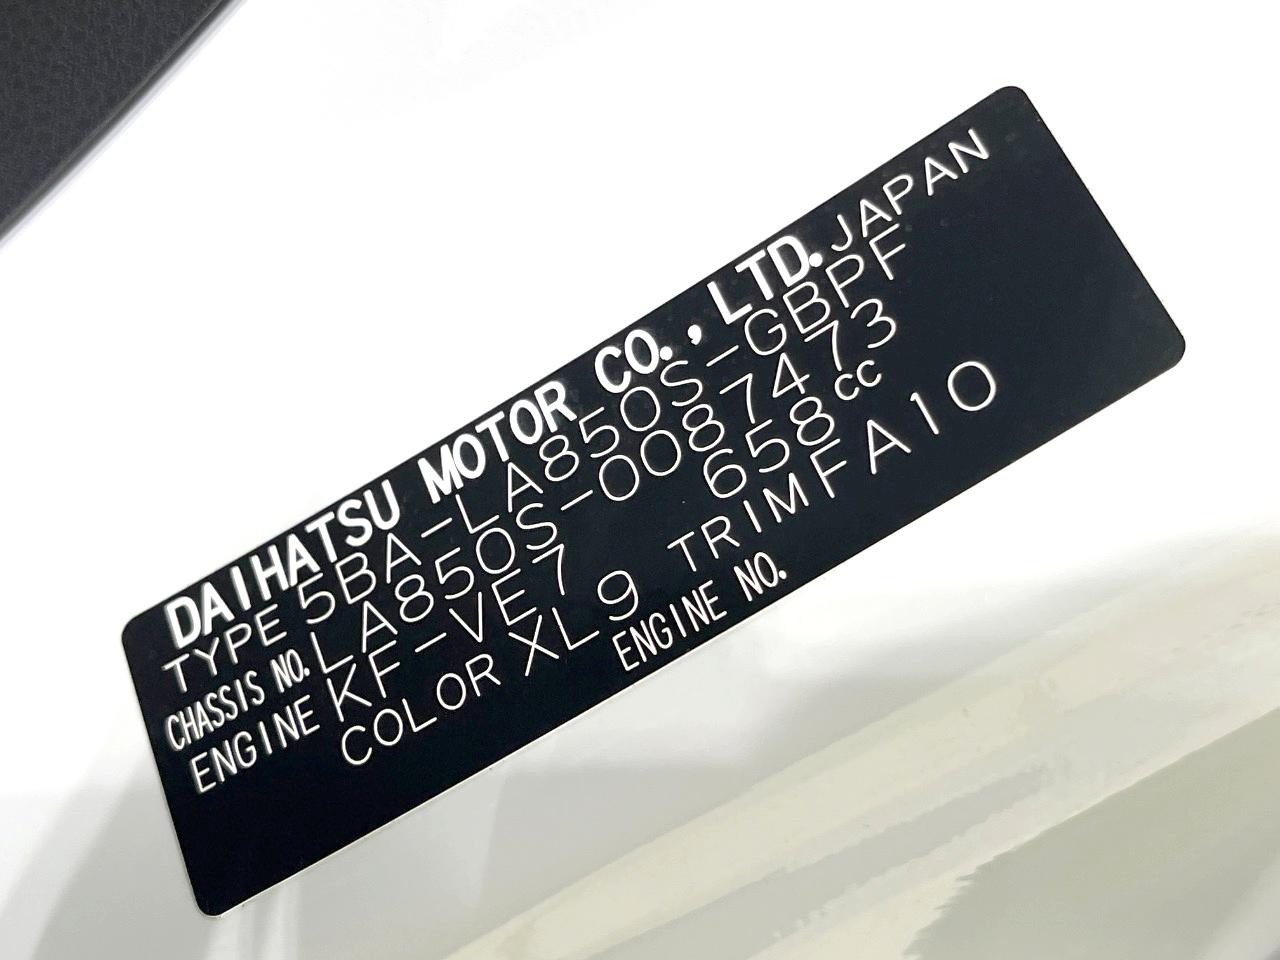 DAIHATSU MOTOR CO., LTD. JAPAN
TYPE 5BA-LA850S-GBPF
CHASSIS NO. LA850S-0087473
ENGINE KF-VE7 658cc
COLOR XL9 TRIM FA10
ENGINE NO.